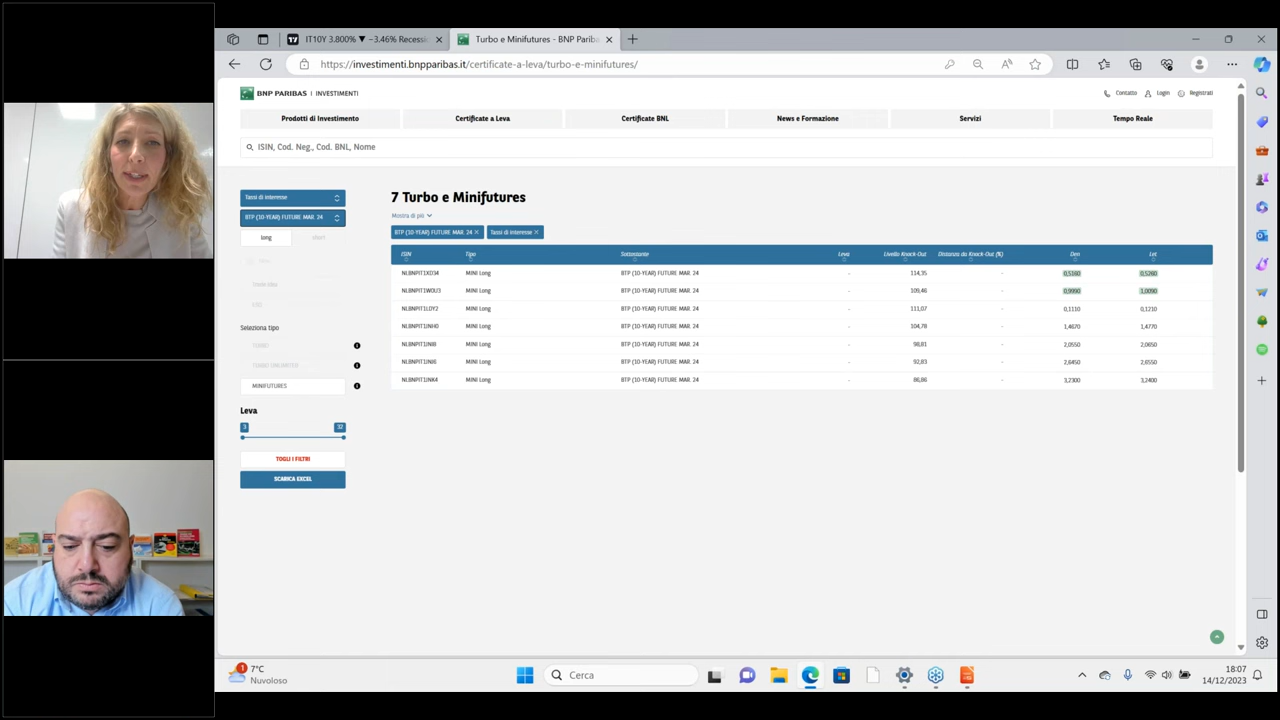 IT10Y 3.800% ▼ −3.46% Recessi
Turbo e Minifutures - BNP Pariba
https://investimenti.bnpparibas.it/certificate-a-leva/turbo-e-minifutures/
BNP PARIBAS | INVESTIMENTI
Contatto Login Registrati
Prodotti di Investimento Certificate a Leva Certificate BNL News e Formazione Servizi Tempo Reale
ISIN, Cod. Neg., Cod. BNL, Nome
Tassi di interesse
BTP (10-YEAR) FUTURE MAR. 24
long short
Seleziona tipo
TURBO
TURBO UNLIMITED
MINIFUTURES
Leva
3 32
TOGLI I FILTRI
SCARICA EXCEL
7 Turbo e Minifutures
Mostra di più
BTP (10-YEAR) FUTURE MAR. 24 × Tassi di interesse ×
ISIN Tipo Sottostante Leva Livello Knock-Out Distanza da Knock-Out (%) Den Let
NLBNPIT1XD34 MINI Long BTP (10-YEAR) FUTURE MAR. 24 - 114,35 - 0,5160 0,5260
NLBNPIT1WOU3 MINI Long BTP (10-YEAR) FUTURE MAR. 24 - 109,46 - 0,9990 1,0090
NLBNPIT1LDY2 MINI Long BTP (10-YEAR) FUTURE MAR. 24 - 111,07 - 0,1110 0,1210
NLBNPIT1JNH0 MINI Long BTP (10-YEAR) FUTURE MAR. 24 - 104,78 - 1,4670 1,4770
MINI Long BTP (10-YEAR) FUTURE MAR. 24 - 98,81 - 2,0550 2,0650
MINI Long BTP (10-YEAR) FUTURE MAR. 24 - 92,83 - 2,6450 2,6550
NLBNPIT1JNK4 MINI Long BTP (10-YEAR) FUTURE MAR. 24 - 86,86 - 3,2300 3,2400
1
7°C
Nuvoloso
Cerca
18:07
14/12/2023